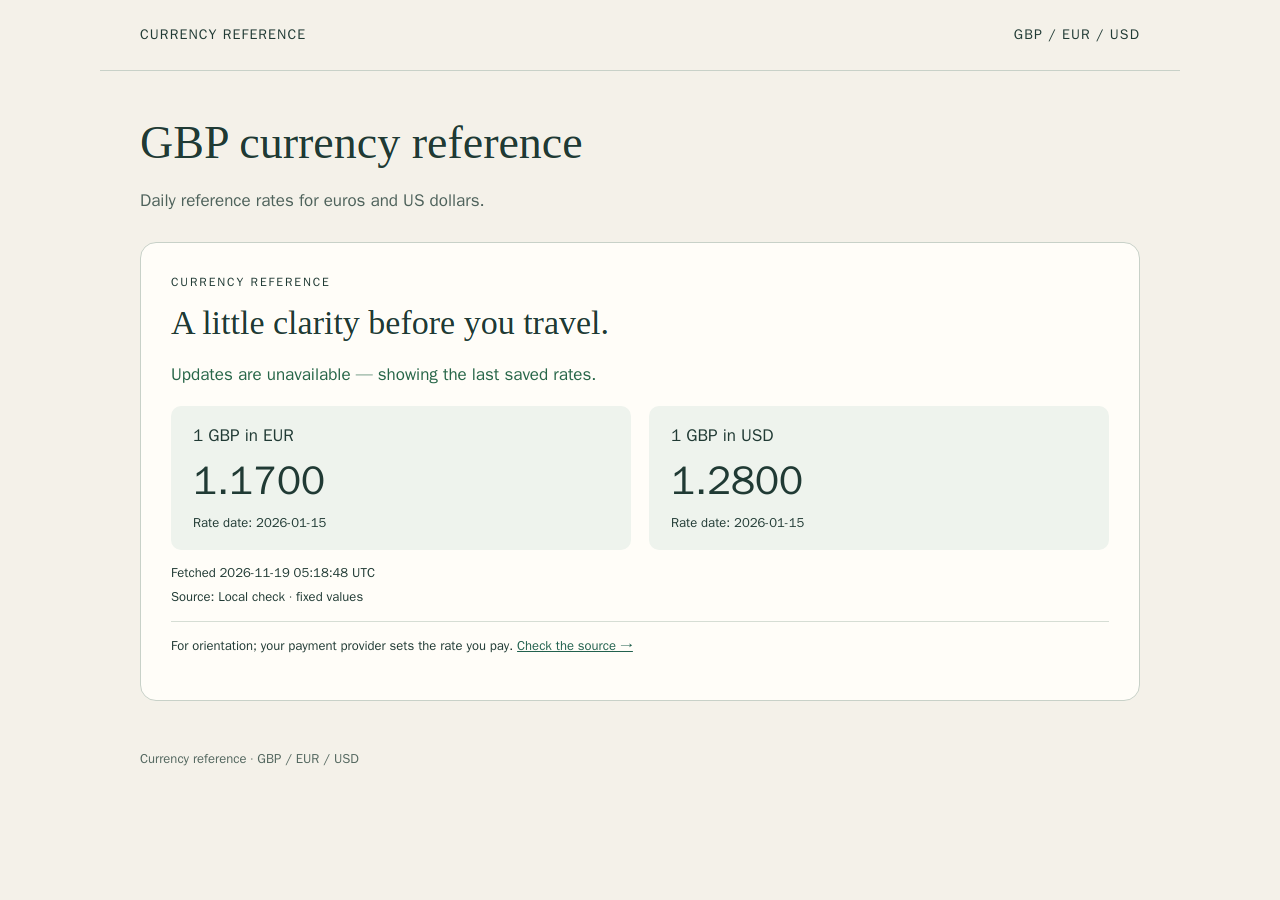 CURRENCY REFERENCE
GBP / EUR / USD
GBP currency reference
Daily reference rates for euros and US dollars.
CURRENCY REFERENCE
A little clarity before you travel.
Updates are unavailable — showing the last saved rates.
1 GBP in EUR
1.1700
Rate date: 2026-01-15
1 GBP in USD
1.2800
Rate date: 2026-01-15
Fetched 2026-11-19 05:18:48 UTC
Source: Local check · fixed values
For orientation; your payment provider sets the rate you pay. Check the source →
Currency reference · GBP / EUR / USD